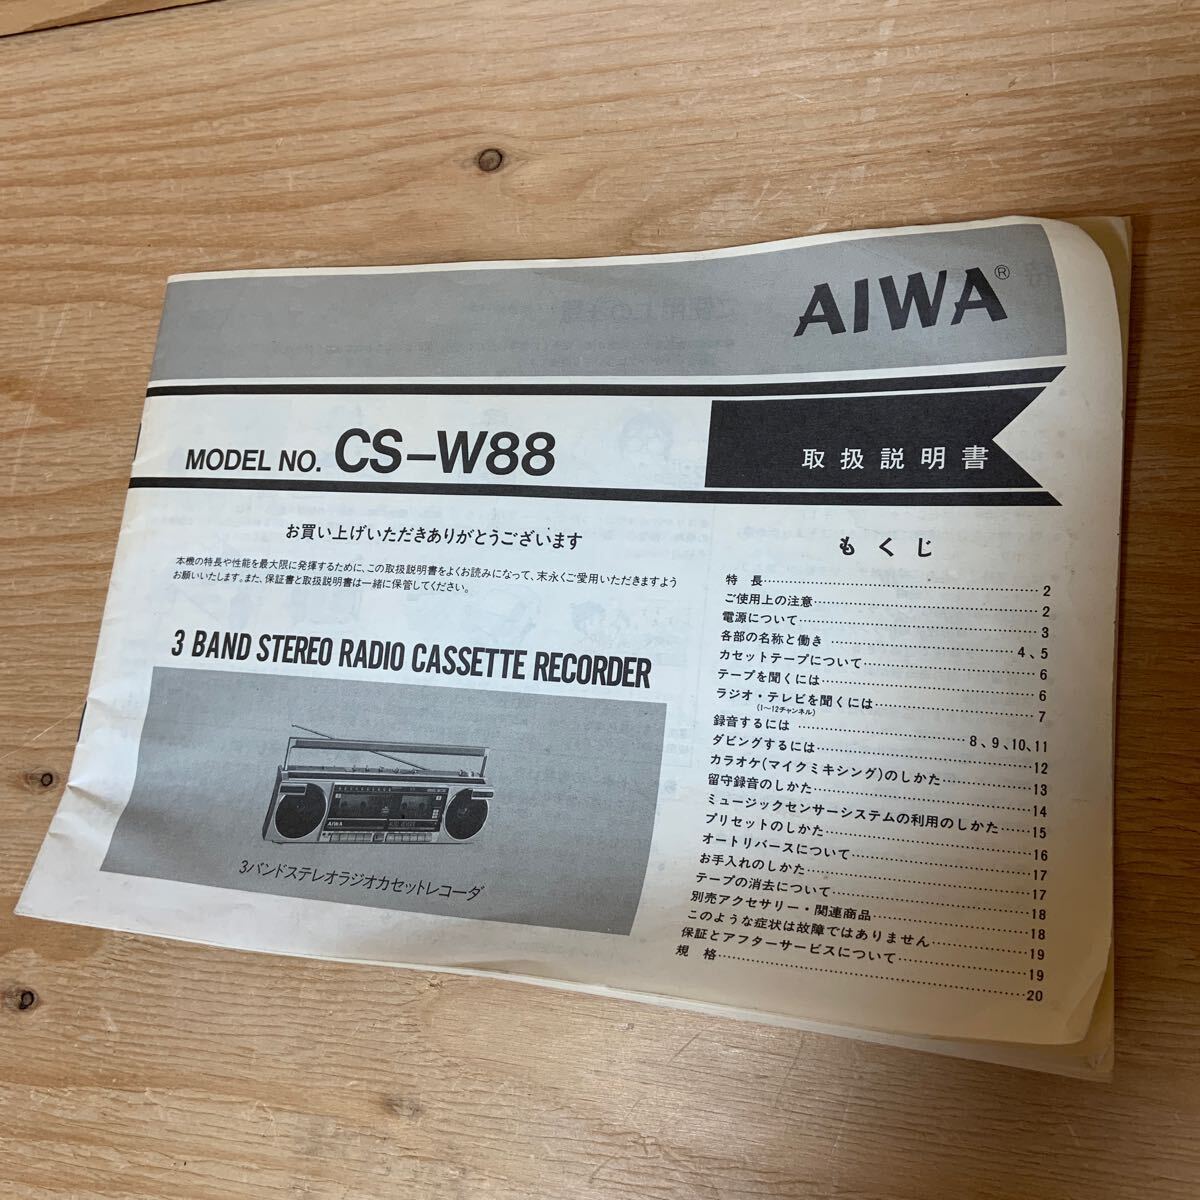 AIWA®
MODEL NO. CS-W88
取扱説明書
お買い上げいただきありがとうございます
本機の特長や性能を最大限に発揮するために、この取扱説明書をよくお読みになって、末永くご愛用いただきますよう
お願いいたします。また、保証書と取扱説明書は一緒に保管してください。
3 BAND STEREO RADIO CASSETTE RECORDER
AIWA
AUTO REVERSE
3バンドステレオラジオカセットレコーダ
もくじ
特 長……2
ご使用上の注意……2
電源について……3
各部の名称と働き……4、5
カセットテープについて……6
テープを聞くには……6
ラジオ・テレビを聞くには……7
(1〜12チャンネル)
録音するには……8、9、10、11
ダビングするには……12
カラオケ(マイクミキシング)のしかた……13
留守録音のしかた……14
ミュージックセンサーシステムの利用のしかた……15
プリセットのしかた……16
オートリバースについて……17
お手入れのしかた……17
テープの消去について……18
別売アクセサリー・関連商品……18
このような症状は故障ではありません……19
保証とアフターサービスについて……19
規 格……20